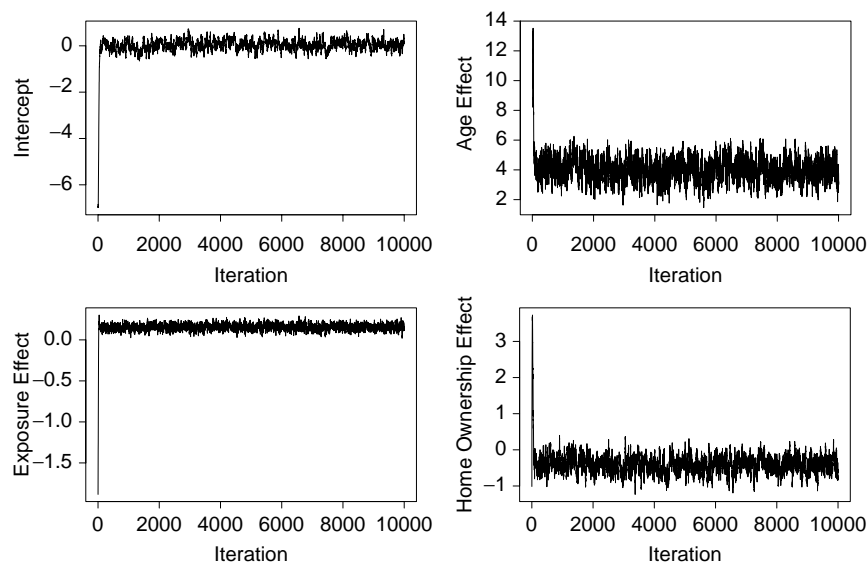 Intercept
0
−2
−4
−6
0 2000 4000 6000 8000 10000
Iteration
Age Effect
14
12
10
8
6
4
2
0 2000 4000 6000 8000 10000
Iteration
Exposure Effect
0.0
−0.5
−1.0
−1.5
0 2000 4000 6000 8000 10000
Iteration
Home Ownership Effect
3
2
1
0
−1
0 2000 4000 6000 8000 10000
Iteration